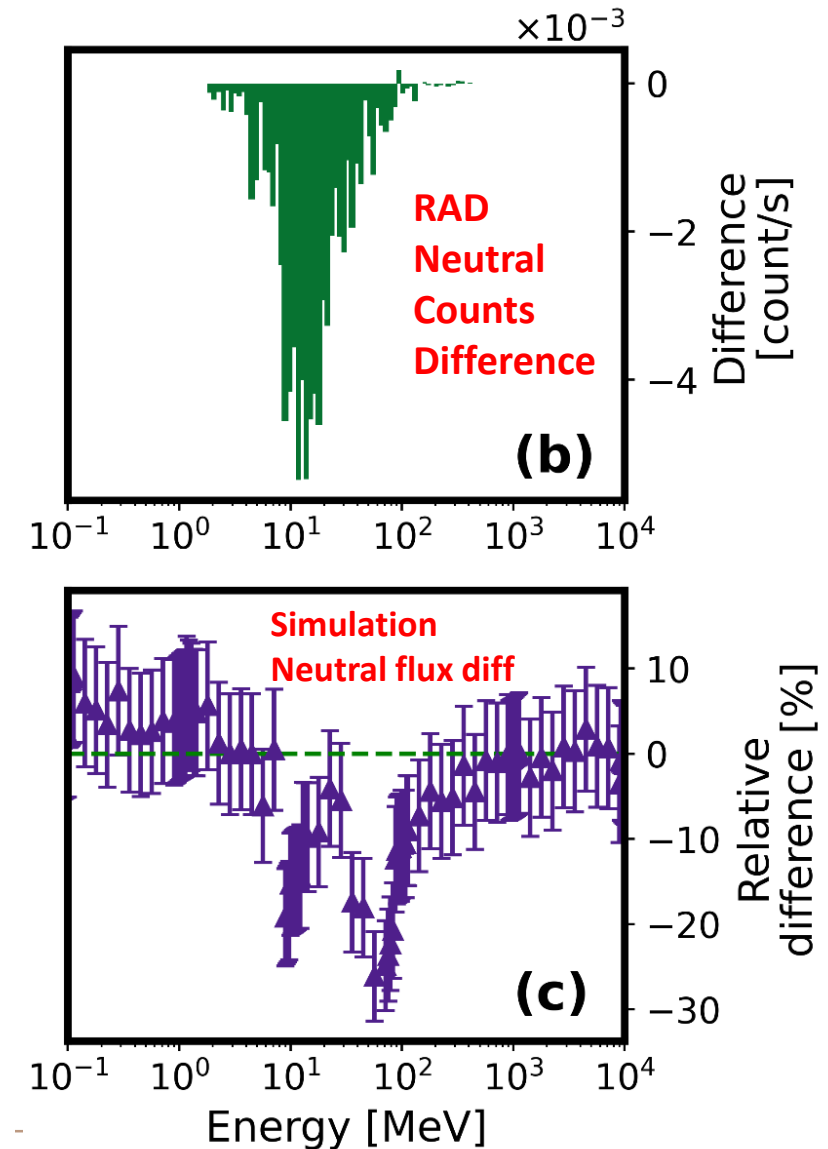 ×10⁻³
0
−2
−4
Difference
[count/s]
RAD
Neutral
Counts
Difference
(b)
10⁻¹ 10⁰ 10¹ 10² 10³ 10⁴
Simulation
Neutral flux diff
10
0
−10
−20
−30
Relative
difference [%]
(c)
10⁻¹ 10⁰ 10¹ 10² 10³ 10⁴
Energy [MeV]